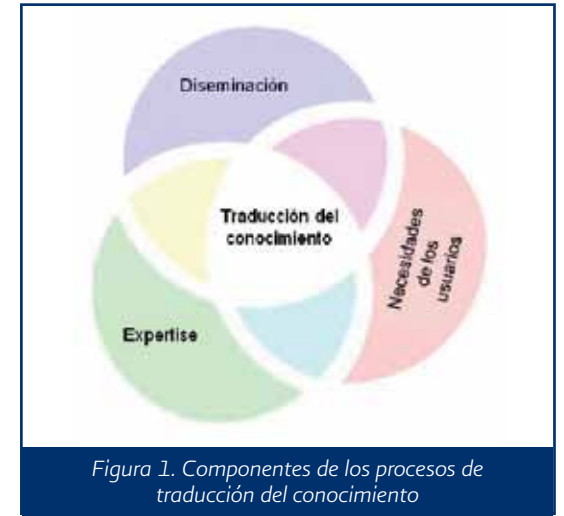 Diseminación
Traducción del
conocimiento
Necesidades
de los
usuarios
Expertise
Figura 1. Componentes de los procesos de
traducción del conocimiento